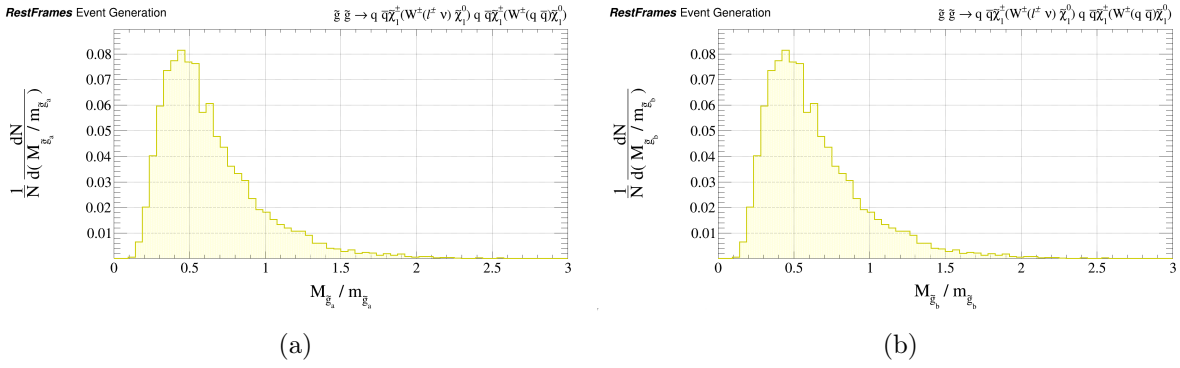 RestFrames Event Generation
g̃ g̃ → q q̄χ̃₁±(W±(l± ν) χ̃₁⁰) q q̄χ̃₁±(W±(q q̄)χ̃₁⁰)
1/N dN/d( M_g̃ₐ / m_g̃ₐ )
0.08
0.07
0.06
0.05
0.04
0.03
0.02
0.01
0 0.5 1 1.5 2 2.5 3
M_g̃ₐ / m_g̃ₐ
(a)
RestFrames Event Generation
g̃ g̃ → q q̄χ̃₁±(W±(l± ν) χ̃₁⁰) q q̄χ̃₁±(W±(q q̄)χ̃₁⁰)
1/N dN/d( M_g̃_b / m_g̃_b )
0.08
0.07
0.06
0.05
0.04
0.03
0.02
0.01
0 0.5 1 1.5 2 2.5 3
M_g̃_b / m_g̃_b
(b)